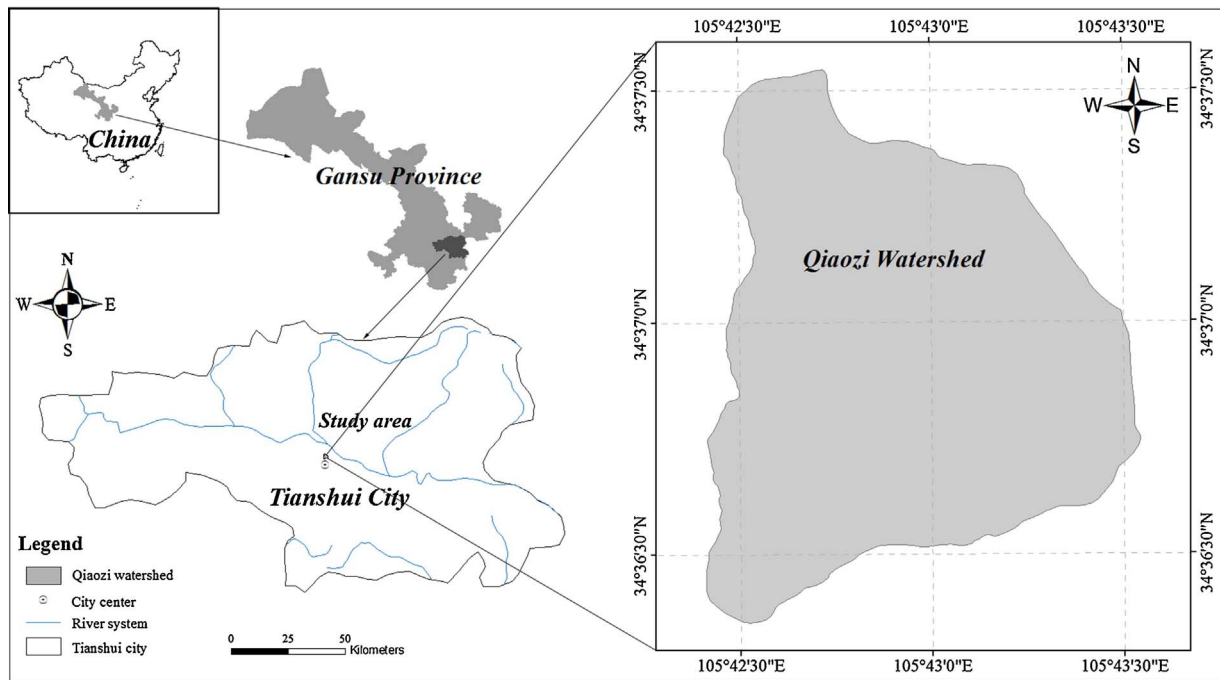 China
Gansu Province
N
W E
S
Study area
Tianshui City
Legend
Qiaozi watershed
City center
River system
Tianshui city
0 25 50
Kilometers
105°42'30"E 105°43'0"E 105°43'30"E
34°37'30"N 34°37'30"N
N
W E
S
Qiaozi Watershed
34°37'0"N 34°37'0"N
34°36'30"N 34°36'30"N
105°42'30"E 105°43'0"E 105°43'30"E